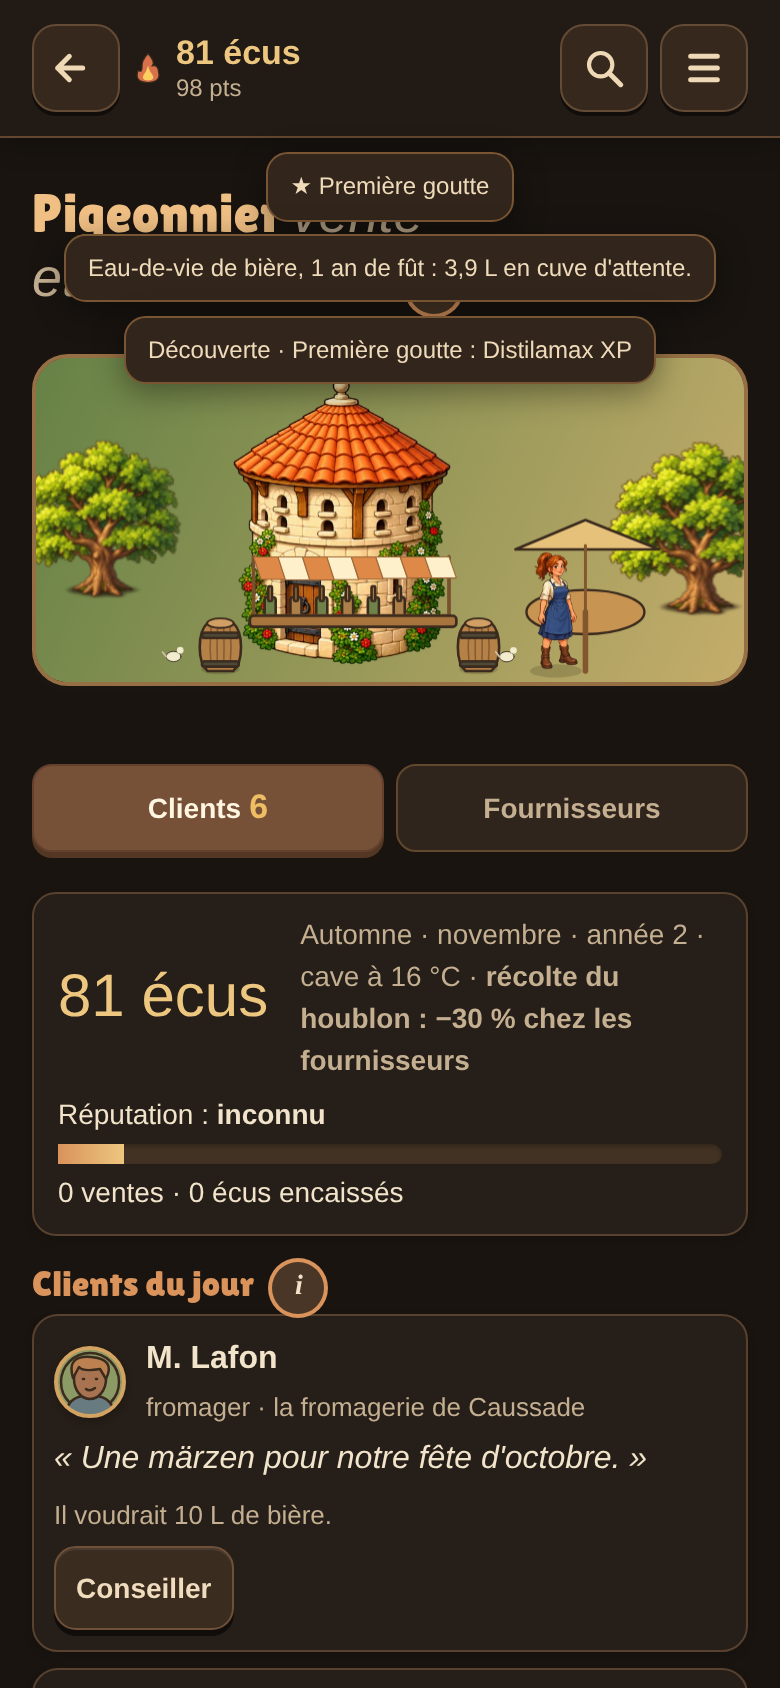 81 écus
98 pts
★ Première goutte
Pigeonnier vente
Eau-de-vie de bière, 1 an de fût : 3,9 L en cuve d'attente.
Découverte · Première goutte : Distilamax XP
Clients 6
Fournisseurs
81 écus
Automne · novembre · année 2 ·
cave à 16 °C · récolte du
houblon : −30 % chez les
fournisseurs
Réputation : inconnu
0 ventes · 0 écus encaissés
Clients du jour i
M. Lafon
fromager · la fromagerie de Caussade
« Une märzen pour notre fête d'octobre. »
Il voudrait 10 L de bière.
Conseiller